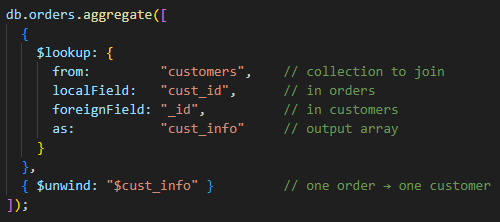 db.orders.aggregate([
  {
    $lookup: {
      from:         "customers",    // collection to join
      localField:   "cust_id",      // in orders
      foreignField: "_id",          // in customers
      as:           "cust_info"     // output array
    }
  },
  { $unwind: "$cust_info" }         // one order → one customer
]);